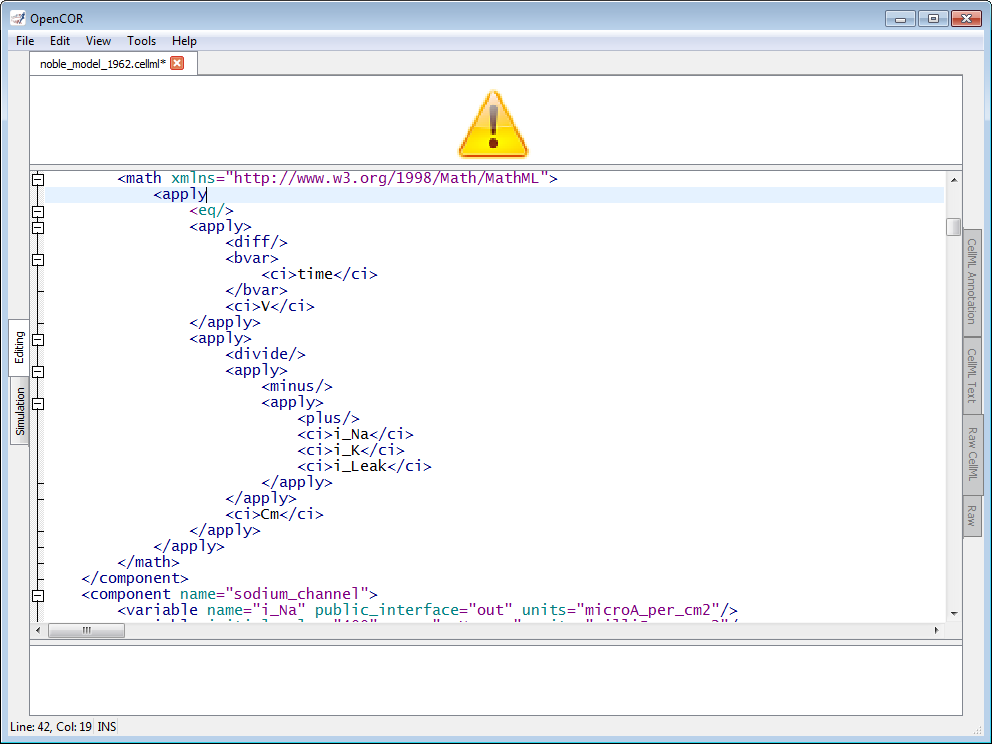 OpenCOR
File Edit View Tools Help
noble_model_1962.cellml*
<math xmlns="http://www.w3.org/1998/Math/MathML">
<apply
<eq/>
<apply>
<diff/>
<bvar>
<ci>time</ci>
</bvar>
<ci>V</ci>
</apply>
<apply>
<divide/>
<apply>
<minus/>
<apply>
<plus/>
<ci>i_Na</ci>
<ci>i_K</ci>
<ci>i_Leak</ci>
</apply>
</apply>
<ci>Cm</ci>
</apply>
</apply>
</math>
</component>
<component name="sodium_channel">
<variable name="i_Na" public_interface="out" units="microA_per_cm2"/>
Editing
Simulation
CellML Annotation
CellML Text
Raw CellML
Raw
Line: 42, Col: 19 INS